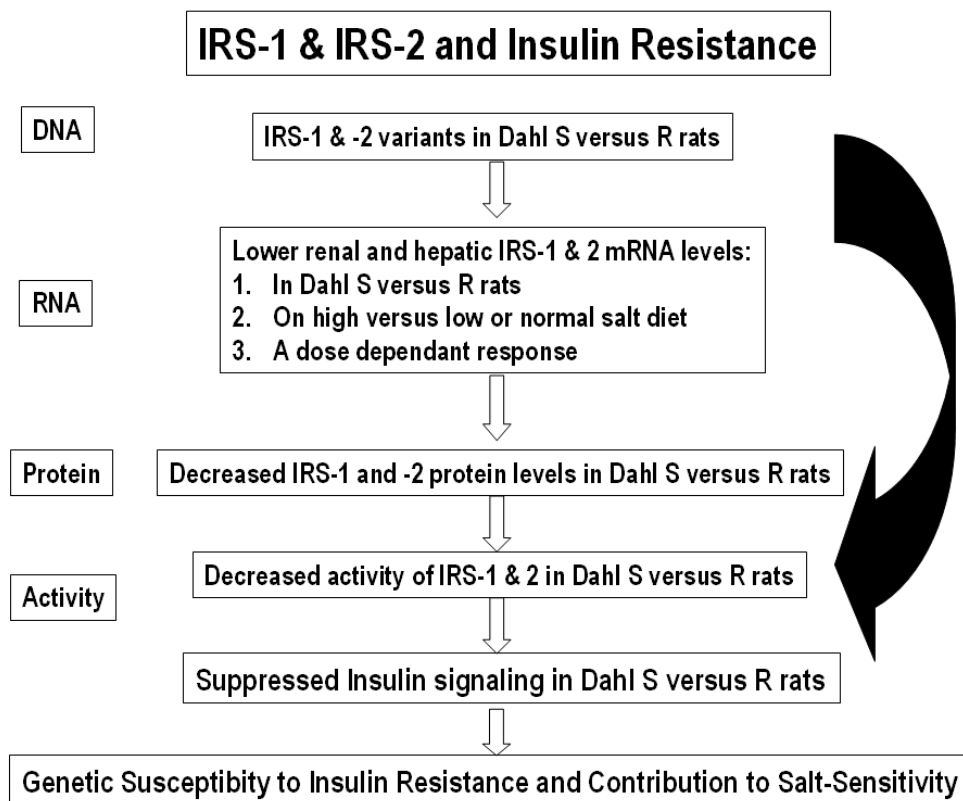 IRS-1 & IRS-2 and Insulin Resistance
DNA
IRS-1 & -2 variants in Dahl S versus R rats
RNA
Lower renal and hepatic IRS-1 & 2 mRNA levels:
1. In Dahl S versus R rats
2. On high versus low or normal salt diet
3. A dose dependant response
Protein
Decreased IRS-1 and -2 protein levels in Dahl S versus R rats
Activity
Decreased activity of IRS-1 & 2 in Dahl S versus R rats
Suppressed Insulin signaling in Dahl S versus R rats
Genetic Susceptibity to Insulin Resistance and Contribution to Salt-Sensitivity